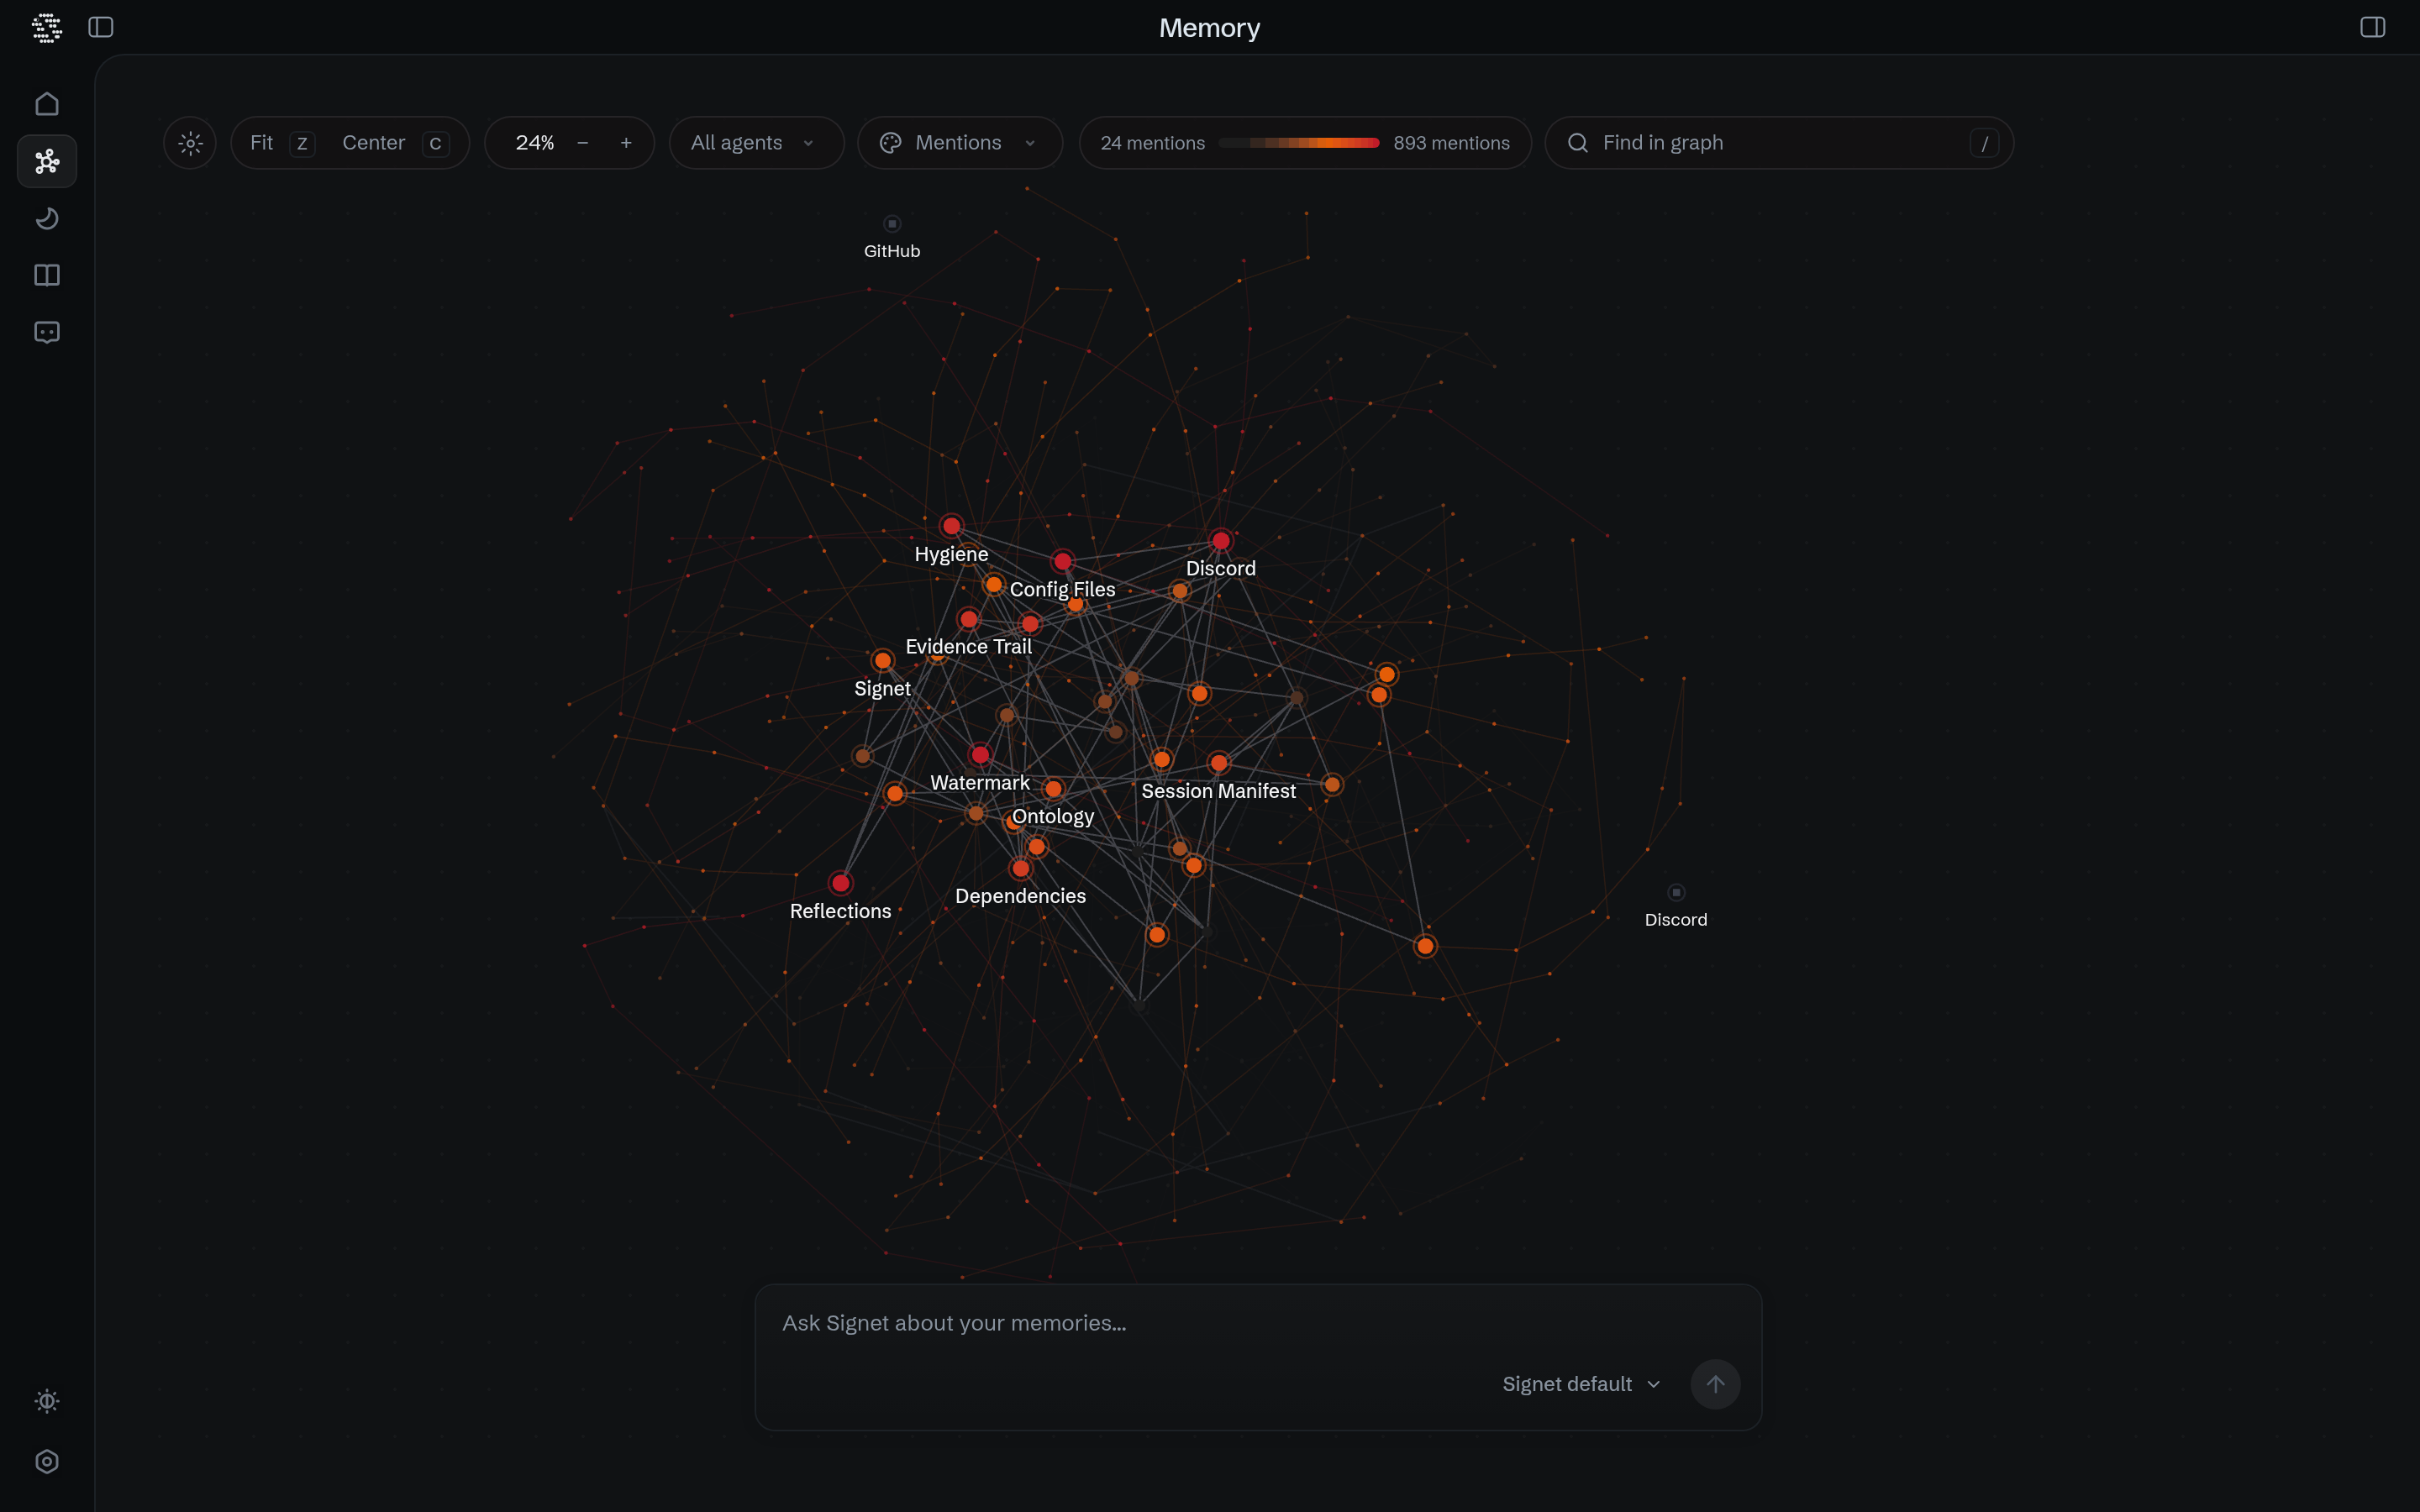 Memory
Fit Z Center C
24% − +
All agents
Mentions
24 mentions 893 mentions
Find in graph /
GitHub
Hygiene
Discord
Config Files
Evidence Trail
Signet
Watermark
Session Manifest
Ontology
Dependencies
Reflections
Discord
Ask Signet about your memories...
Signet default